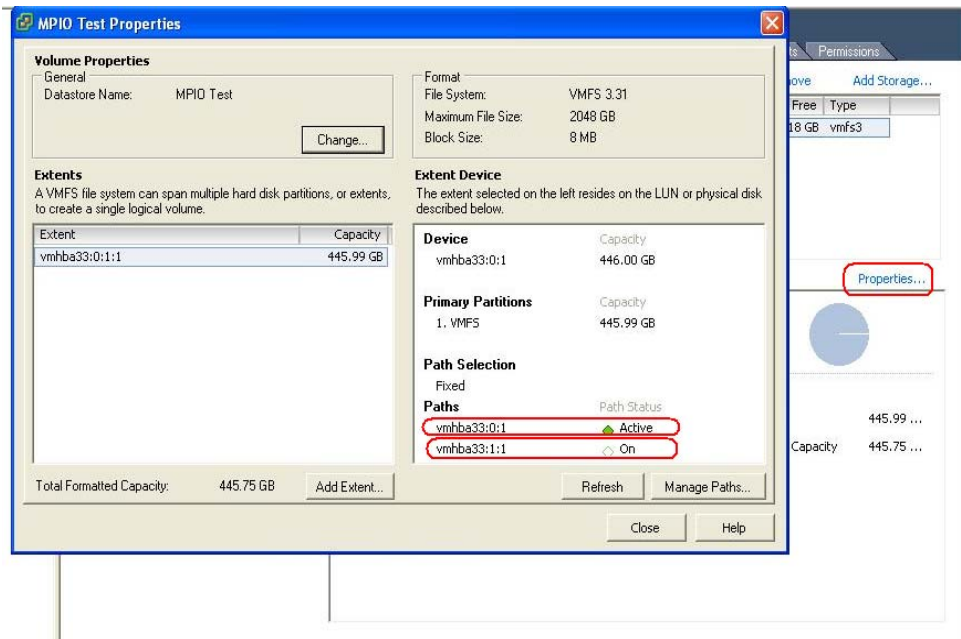 MPIO Test Properties
Volume Properties
General
Datastore Name: MPIO Test
Change...
Format
File System: VMFS 3.31
Maximum File Size: 2048 GB
Block Size: 8 MB
Extents
A VMFS file system can span multiple hard disk partitions, or extents,
to create a single logical volume.
Extent Capacity
vmhba33:0:1:1 445.99 GB
Extent Device
The extent selected on the left resides on the LUN or physical disk
described below.
Device Capacity
vmhba33:0:1 446.00 GB
Primary Partitions Capacity
1. VMFS 445.99 GB
Path Selection
Fixed
Paths Path Status
vmhba33:0:1 Active
vmhba33:1:1 On
Total Formatted Capacity: 445.75 GB
Add Extent...
Refresh
Manage Paths...
Close
Help
Permissions
Add Storage...
Free Type
18 GB vmfs3
Properties...
445.99 ...
Capacity 445.75 ...